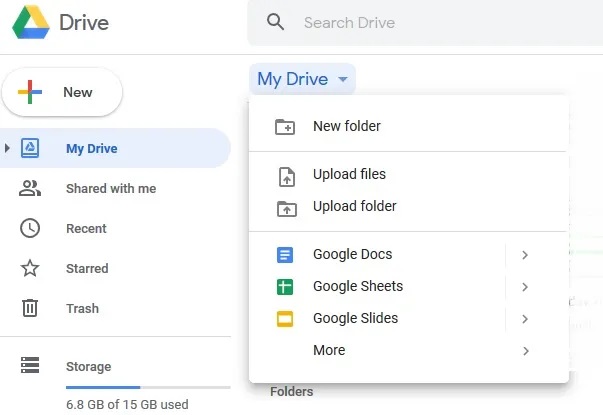 Drive
Search Drive
New
My Drive
My Drive
Shared with me
Recent
Starred
Trash
Storage
6.8 GB of 15 GB used
New folder
Upload files
Upload folder
Google Docs
Google Sheets
Google Slides
More
Folders